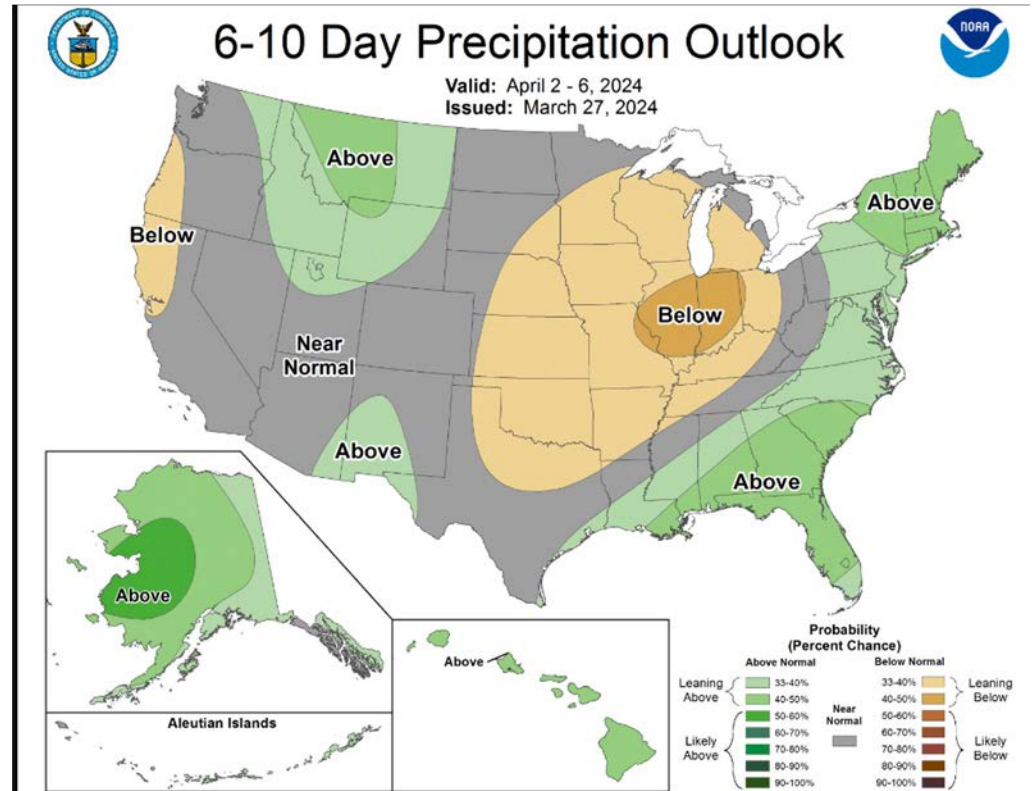 6-10 Day Precipitation Outlook
Valid: April 2 - 6, 2024
Issued: March 27, 2024
NOAA
Above
Above
Below
Below
Near
Normal
Above
Above
Above
Above
Aleutian Islands
Probability
(Percent Chance)
Above Normal
Below Normal
Leaning
Above
33-40%
40-50%
50-60%
60-70%
70-80%
80-90%
90-100%
Likely
Above
Near
Normal
33-40%
40-50%
50-60%
60-70%
70-80%
80-90%
90-100%
Leaning
Below
Likely
Below